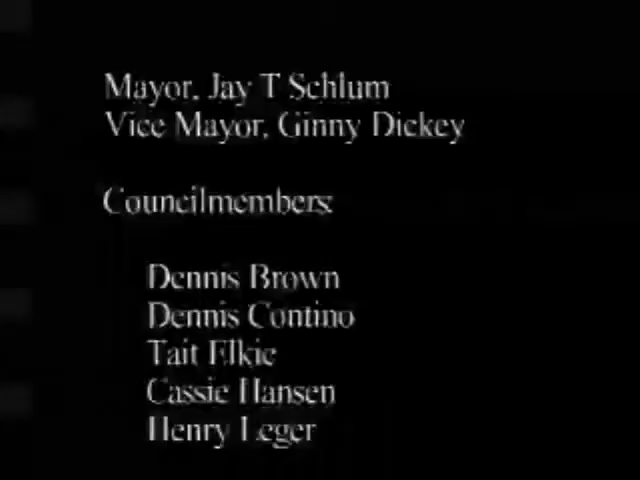 Mayor, Jay T Schlum
Vice Mayor, Ginny Dickey
Councilmembers:
Dennis Brown
Dennis Contino
Tait Elkie
Cassie Hansen
Henry Leger